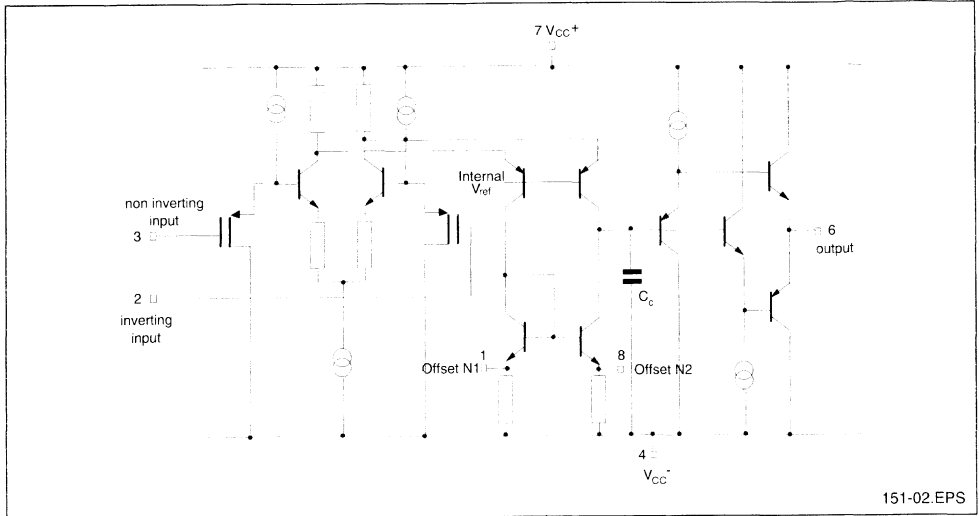 7 VCC+
Internal
Vref
non inverting
input
3
2
inverting
input
6
output
Cc
1
Offset N1
8
Offset N2
4
VCC-
151-02.EPS